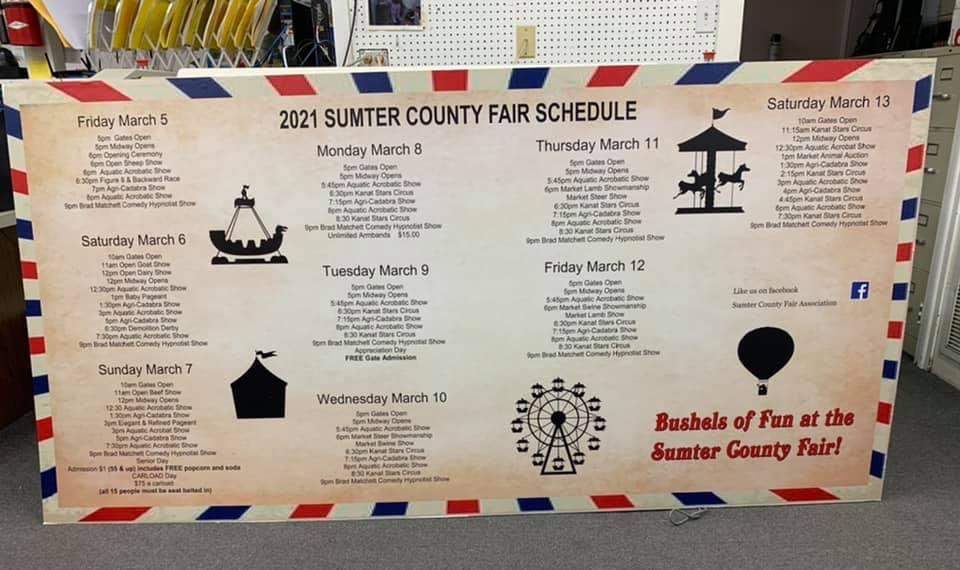 2021 SUMTER COUNTY FAIR SCHEDULE
Friday March 5
5pm Gates Open
5pm Midway Opens
6pm Opening Ceremony
6pm Open Sheep Show
6pm Aquatic Acrobatic Show
6:30pm Figure 8 & Backward Race
7pm Agri-Cadabra Show
8pm Aquatic Acrobatic Show
9pm Brad Matchett Comedy Hypnotist Show
Saturday March 6
10am Gates Open
11am Open Goat Show
12pm Open Dairy Show
12pm Midway Opens
12:30pm Aquatic Acrobatic Show
1pm Baby Pageant
1:30pm Agri-Cadabra Show
3pm Aquatic Acrobatic Show
5pm Agri-Cadabra Show
6:30pm Demolition Derby
7:30pm Aquatic Acrobatic Show
9pm Brad Matchett Comedy Hypnotist Show
Sunday March 7
10am Gates Open
11am Open Beef Show
12pm Midway Opens
12:30 Aquatic Acrobatic Show
1:30pm Agri-Cadabra Show
3pm Elegant & Refined Pageant
3pm Aquatic Acrobat Show
5pm Agri-Cadabra Show
7:30pm Aquatic Acrobatic Show
9pm Brad Matchett Comedy Hypnotist Show
Senior Day
Admission $1 (55 & up) includes FREE popcorn and soda
CARLOAD Day
$75 a carload
(all 15 people must be seat belted in)
Monday March 8
5pm Gates Open
5pm Midway Opens
5:45pm Aquatic Acrobatic Show
6:30pm Kanat Stars Circus
7:15pm Agri-Cadabra Show
8pm Aquatic Acrobatic Show
8:30 Kanat Stars Circus
9pm Brad Matchett Comedy Hypnotist Show
Unlimited Armbands $15.00
Tuesday March 9
5pm Gates Open
5pm Midway Opens
5:45pm Aquatic Acrobatic Show
6:30pm Kanat Stars Circus
7:15pm Agri-Cadabra Show
8pm Aquatic Acrobatic Show
8:30 Kanat Stars Circus
9pm Brad Matchett Comedy Hypnotist Show
Appreciation Day
FREE Gate Admission
Wednesday March 10
5pm Gates Open
5pm Midway Opens
5:45pm Aquatic Acrobatic Show
6pm Market Steer Showmanship
Market Swine Show
6:30pm Kanat Stars Circus
7:15pm Agri-Cadabra Show
8pm Aquatic Acrobatic Show
8:30 Kanat Stars Circus
9pm Brad Matchett Comedy Hypnotist Show
Thursday March 11
5pm Gates Open
5pm Midway Opens
5:45pm Aquatic Acrobatic Show
6pm Market Lamb Showmanship
Market Steer Show
6:30pm Kanat Stars Circus
7:15pm Agri-Cadabra Show
8pm Aquatic Acrobatic Show
8:30 Kanat Stars Circus
9pm Brad Matchett Comedy Hypnotist Show
Friday March 12
5pm Gates Open
5pm Midway Opens
5:45pm Aquatic Acrobatic Show
6pm Market Swine Showmanship
Market Lamb Show
6:30pm Kanat Stars Circus
7:15pm Agri-Cadabra Show
8pm Aquatic Acrobatic Show
8:30 Kanat Stars Circus
9pm Brad Matchett Comedy Hypnotist Show
Saturday March 13
10am Gates Open
11:15am Kanat Stars Circus
12pm Midway Opens
12:30pm Aquatic Acrobat Show
1pm Market Animal Auction
1:30pm Agri-Cadabra Show
2:15pm Kanat Stars Circus
3pm Aquatic Acrobatic Show
4pm Agri-Cadabra Show
4:45pm Kanat Stars Circus
6pm Aquatic Acrobatic Show
7:30pm Kanat Stars Circus
9pm Brad Matchett Comedy Hypnotist Show
Like us on facebook
f
Sumter County Fair Association
Bushels of Fun at the
Sumter County Fair!